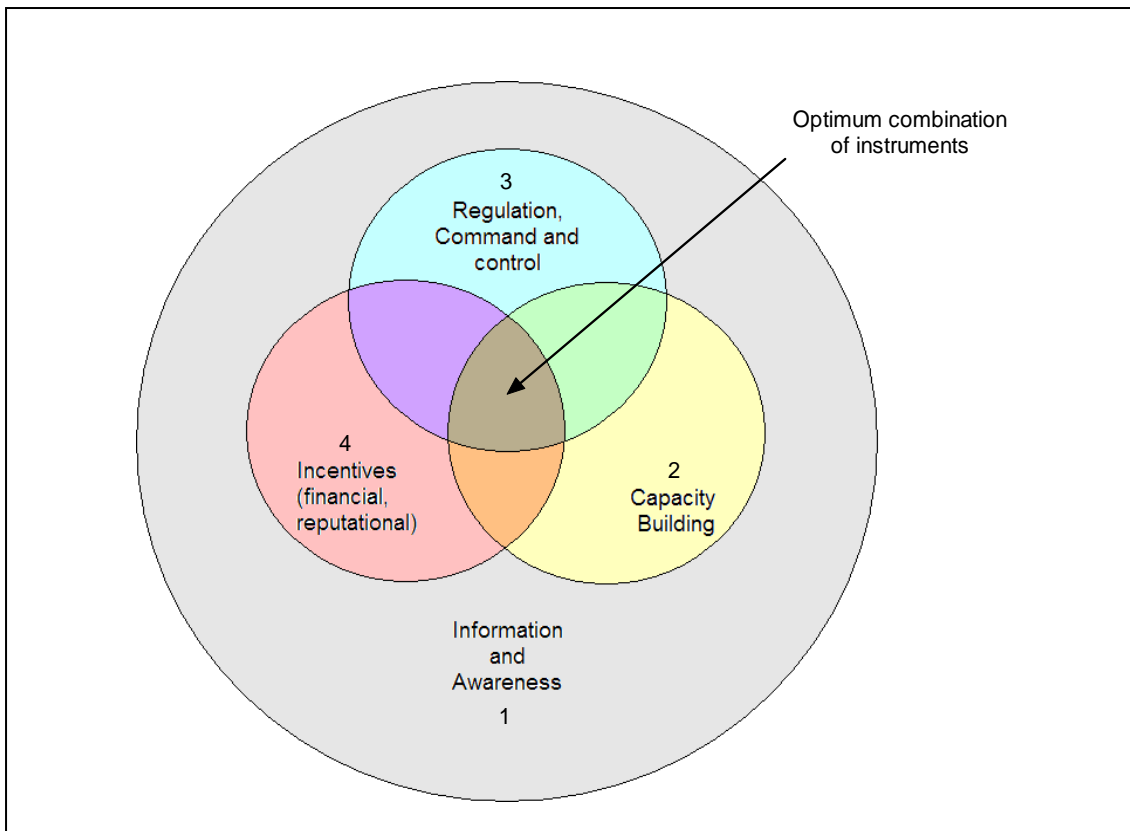 Optimum combination
of instruments
3
Regulation,
Command and
control
4
Incentives
(financial,
reputational)
2
Capacity
Building
Information
and
Awareness
1